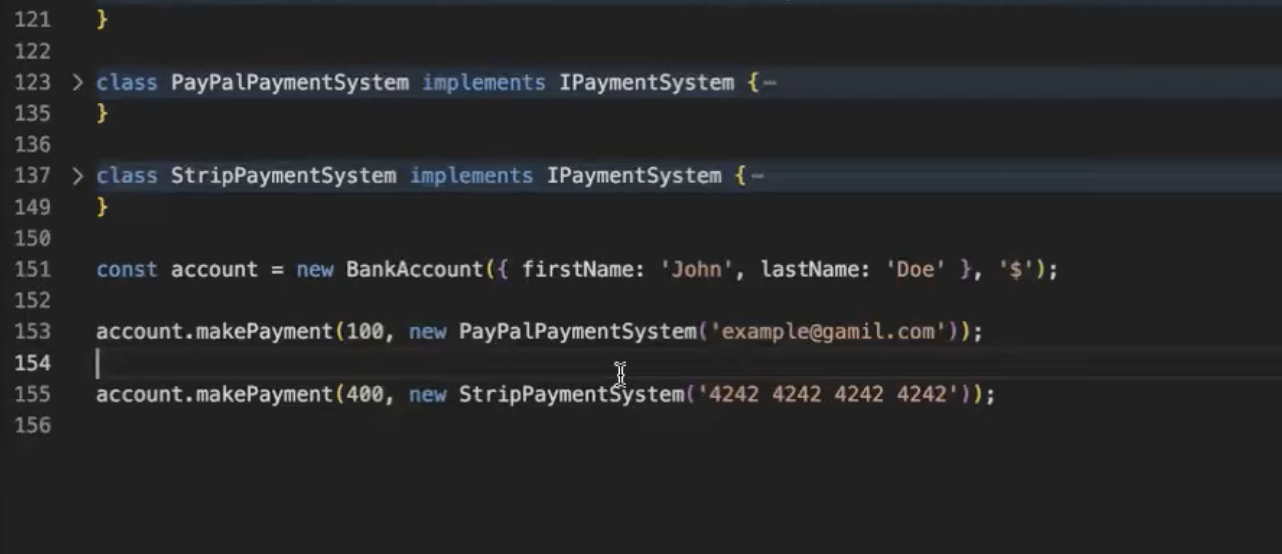 121 }
122
123 > class PayPalPaymentSystem implements IPaymentSystem {⋯
135 }
136
137 > class StripPaymentSystem implements IPaymentSystem {⋯
149 }
150
151 const account = new BankAccount({ firstName: 'John', lastName: 'Doe' }, '$');
152
153 account.makePayment(100, new PayPalPaymentSystem('example@gamil.com'));
154
155 account.makePayment(400, new StripPaymentSystem('4242 4242 4242 4242'));
156